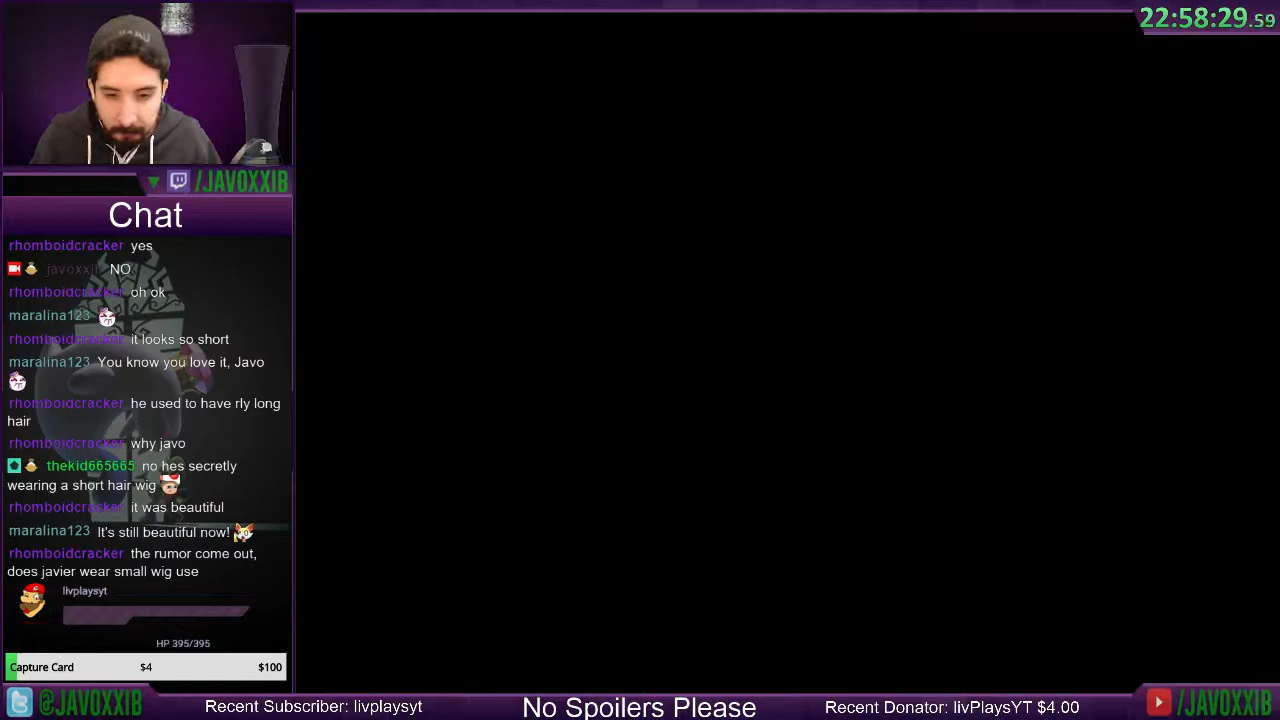 22:58:29.59
/JAVOXXIB
Chat
rhomboidcracker yes
javoxxib NO
rhomboidcracker oh ok
maralina123
rhomboidcracker it looks so short
maralina123 You know you love it, Javo
rhomboidcracker he used to have rly long
hair
rhomboidcracker why javo
thekid665665 no hes secretly
wearing a short hair wig
rhomboidcracker it was beautiful
maralina123 It's still beautiful now!
rhomboidcracker the rumor come out,
does javier wear small wig use
livplaysyt
HP 395/395
Capture Card $4 $100
@JAVOXXIB
Recent Subscriber: livplaysyt
No Spoilers Please
Recent Donator: livPlaysYT $4.00
/JAVOXXIB